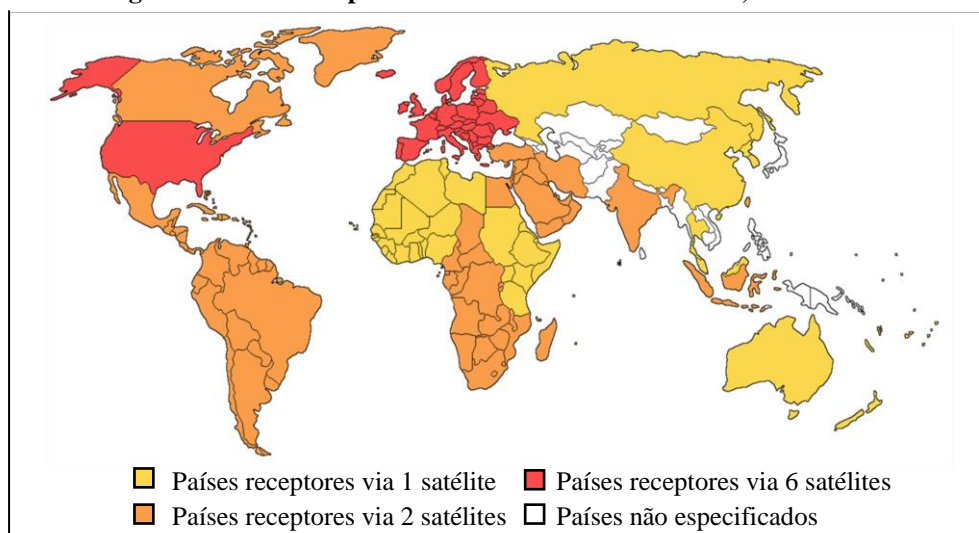 Países receptores via 1 satélite
Países receptores via 6 satélites
Países receptores via 2 satélites
Países não especificados